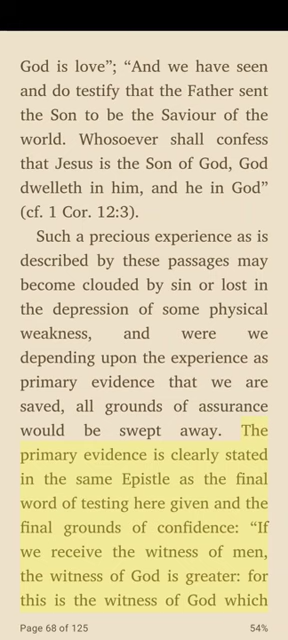 God is love”; “And we have seen
and do testify that the Father sent
the Son to be the Saviour of the
world. Whosoever shall confess
that Jesus is the Son of God, God
dwelleth in him, and he in God”
(cf. 1 Cor. 12:3).
Such a precious experience as is
described by these passages may
become clouded by sin or lost in
the depression of some physical
weakness, and were we
depending upon the experience as
primary evidence that we are
saved, all grounds of assurance
would be swept away. The
primary evidence is clearly stated
in the same Epistle as the final
word of testing here given and the
final grounds of confidence: “If
we receive the witness of men,
the witness of God is greater: for
this is the witness of God which
Page 68 of 125 54%